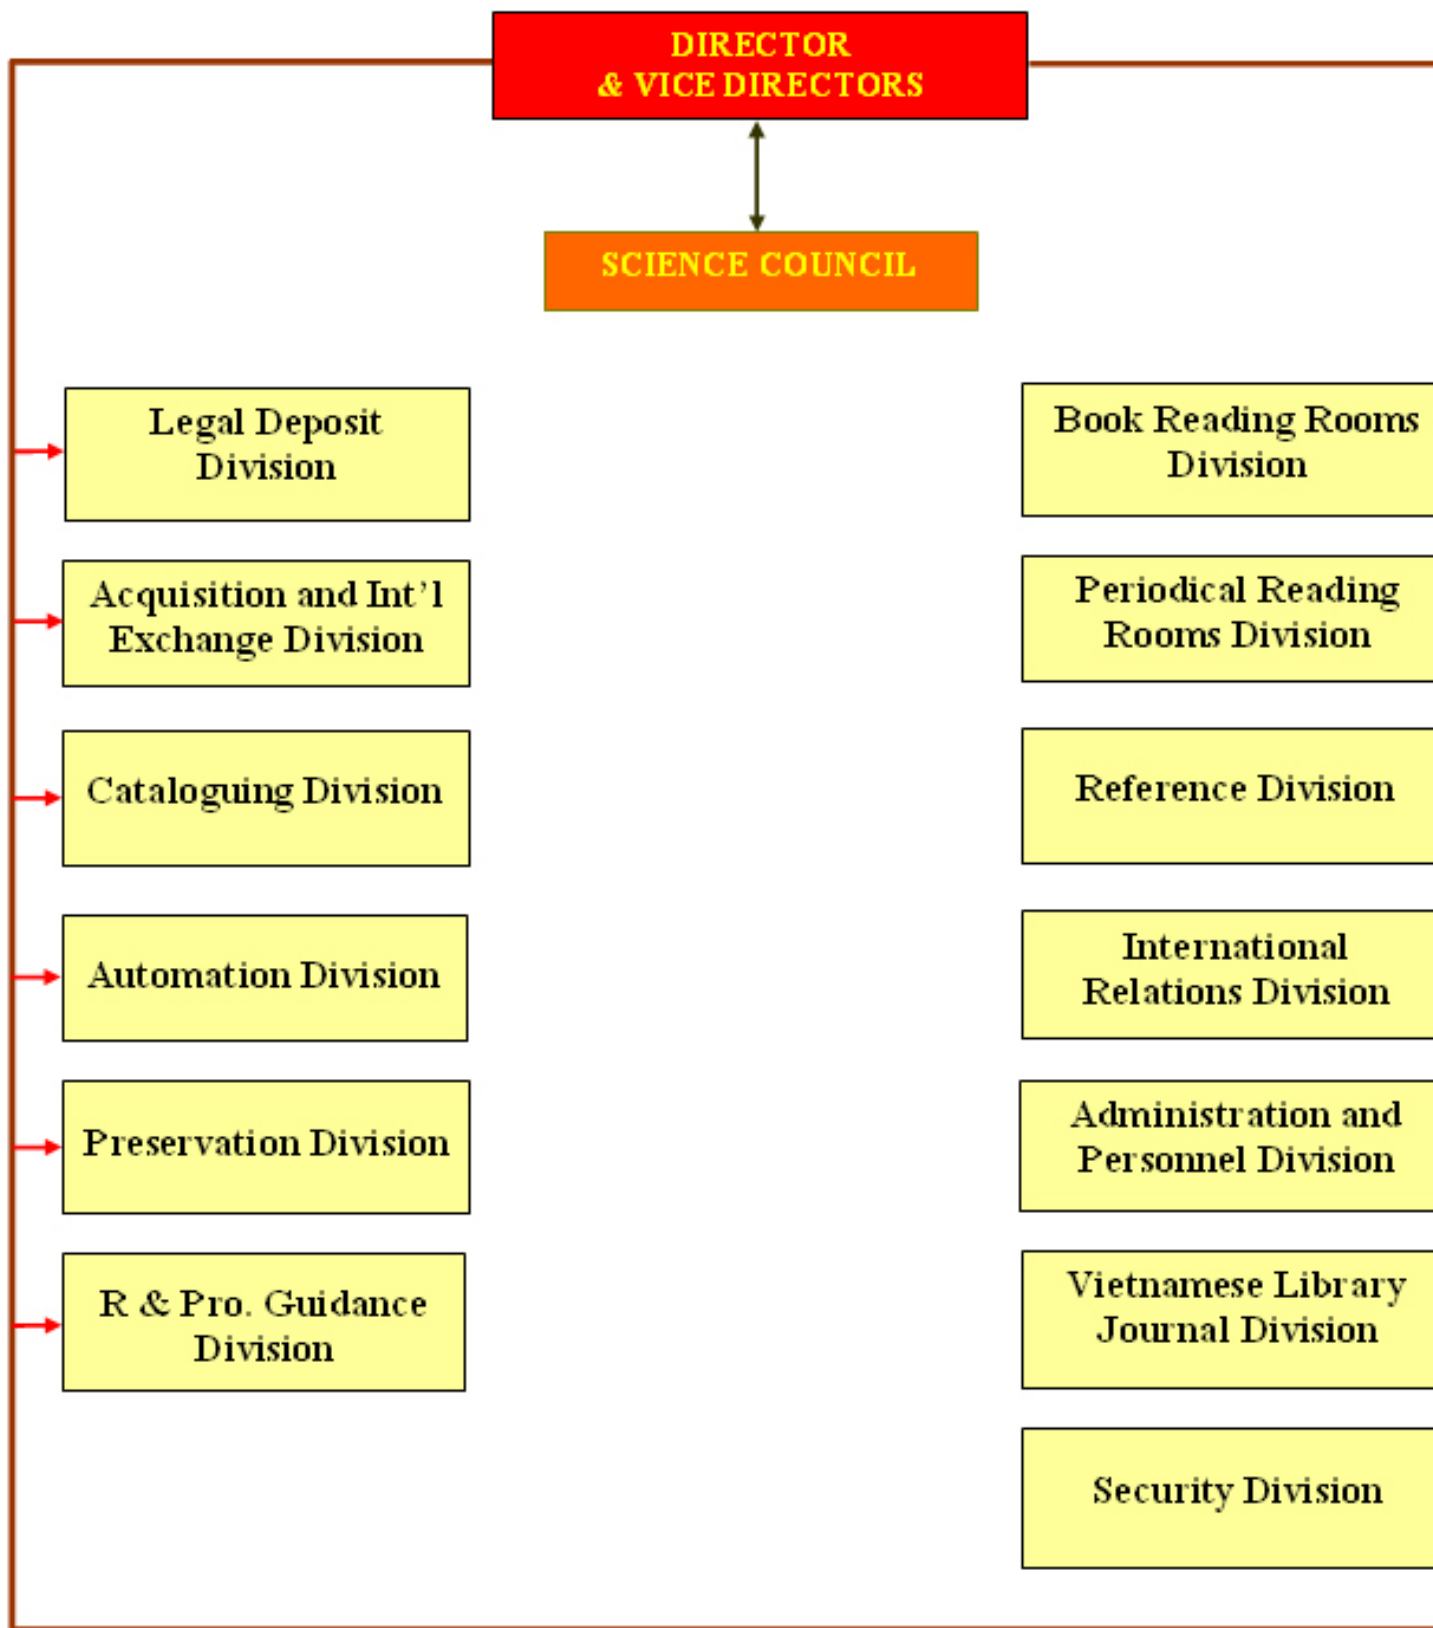 DIRECTOR
& VICE DIRECTORS
SCIENCE COUNCIL
Legal Deposit
Division
Acquisition and Int’l
Exchange Division
Cataloguing Division
Automation Division
Preservation Division
R & Pro. Guidance
Division
Book Reading Rooms
Division
Periodical Reading
Rooms Division
Reference Division
International
Relations Division
Administration and
Personnel Division
Vietnamese Library
Journal Division
Security Division